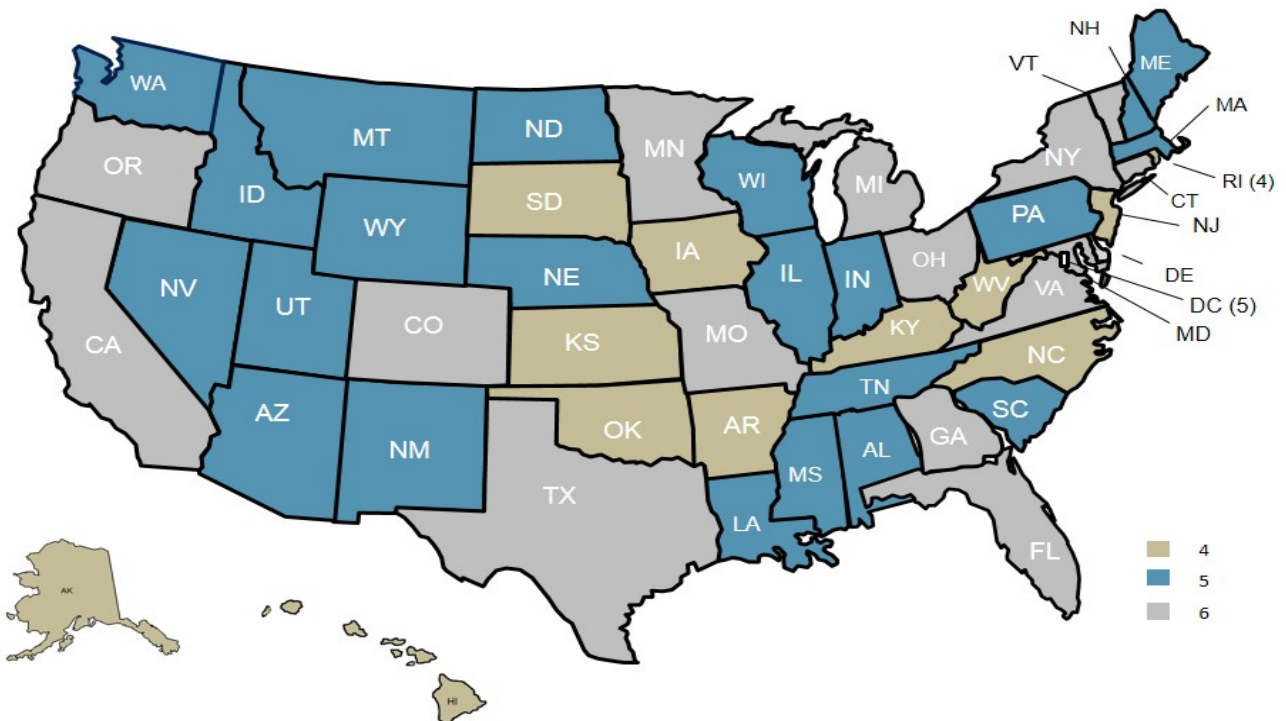 NH
ME
VT
WA
MA
MT
ND
MN
OR
NY
RI (4)
ID
WI
MI
CT
SD
PA
NJ
WY
IA
OH
DE
NE
IL
IN
WV
VA
DC (5)
NV
UT
CO
MD
CA
KS
MO
KY
NC
TN
AZ
SC
NM
OK
AR
GA
AL
MS
TX
LA
FL
4
5
6
AK
HI